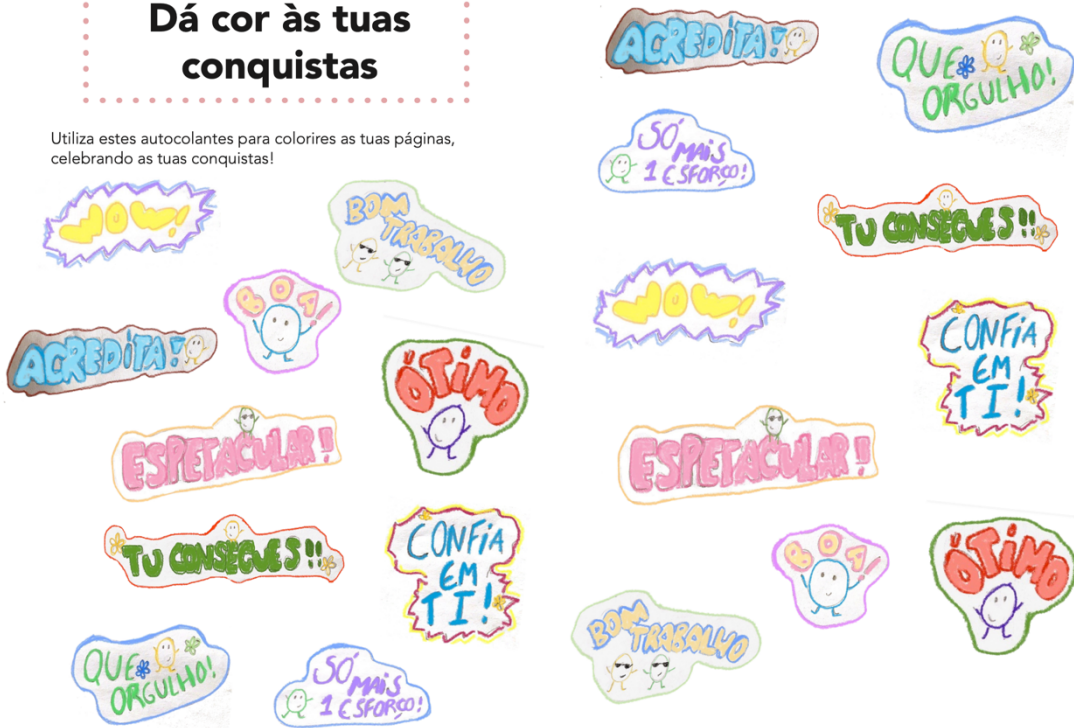 Dá cor às tuas
conquistas
Utiliza estes autocolantes para colorires as tuas páginas,
celebrando as tuas conquistas!
WOW!
BOM
TRABALHO
BOA!
ACREDITA!
ÓTIMO
ESPETACULAR!
TU CONSEGUES!!
CONFIA
EM
TI!
QUE
ORGULHO!
SÓ
MAIS
1 ESFORÇO!
ACREDITA!
QUE
ORGULHO!
SÓ
MAIS
1 ESFORÇO!
TU CONSEGUES!!
WOW!
CONFIA
EM
TI!
ESPETACULAR!
BOA!
ÓTIMO
BOM
TRABALHO